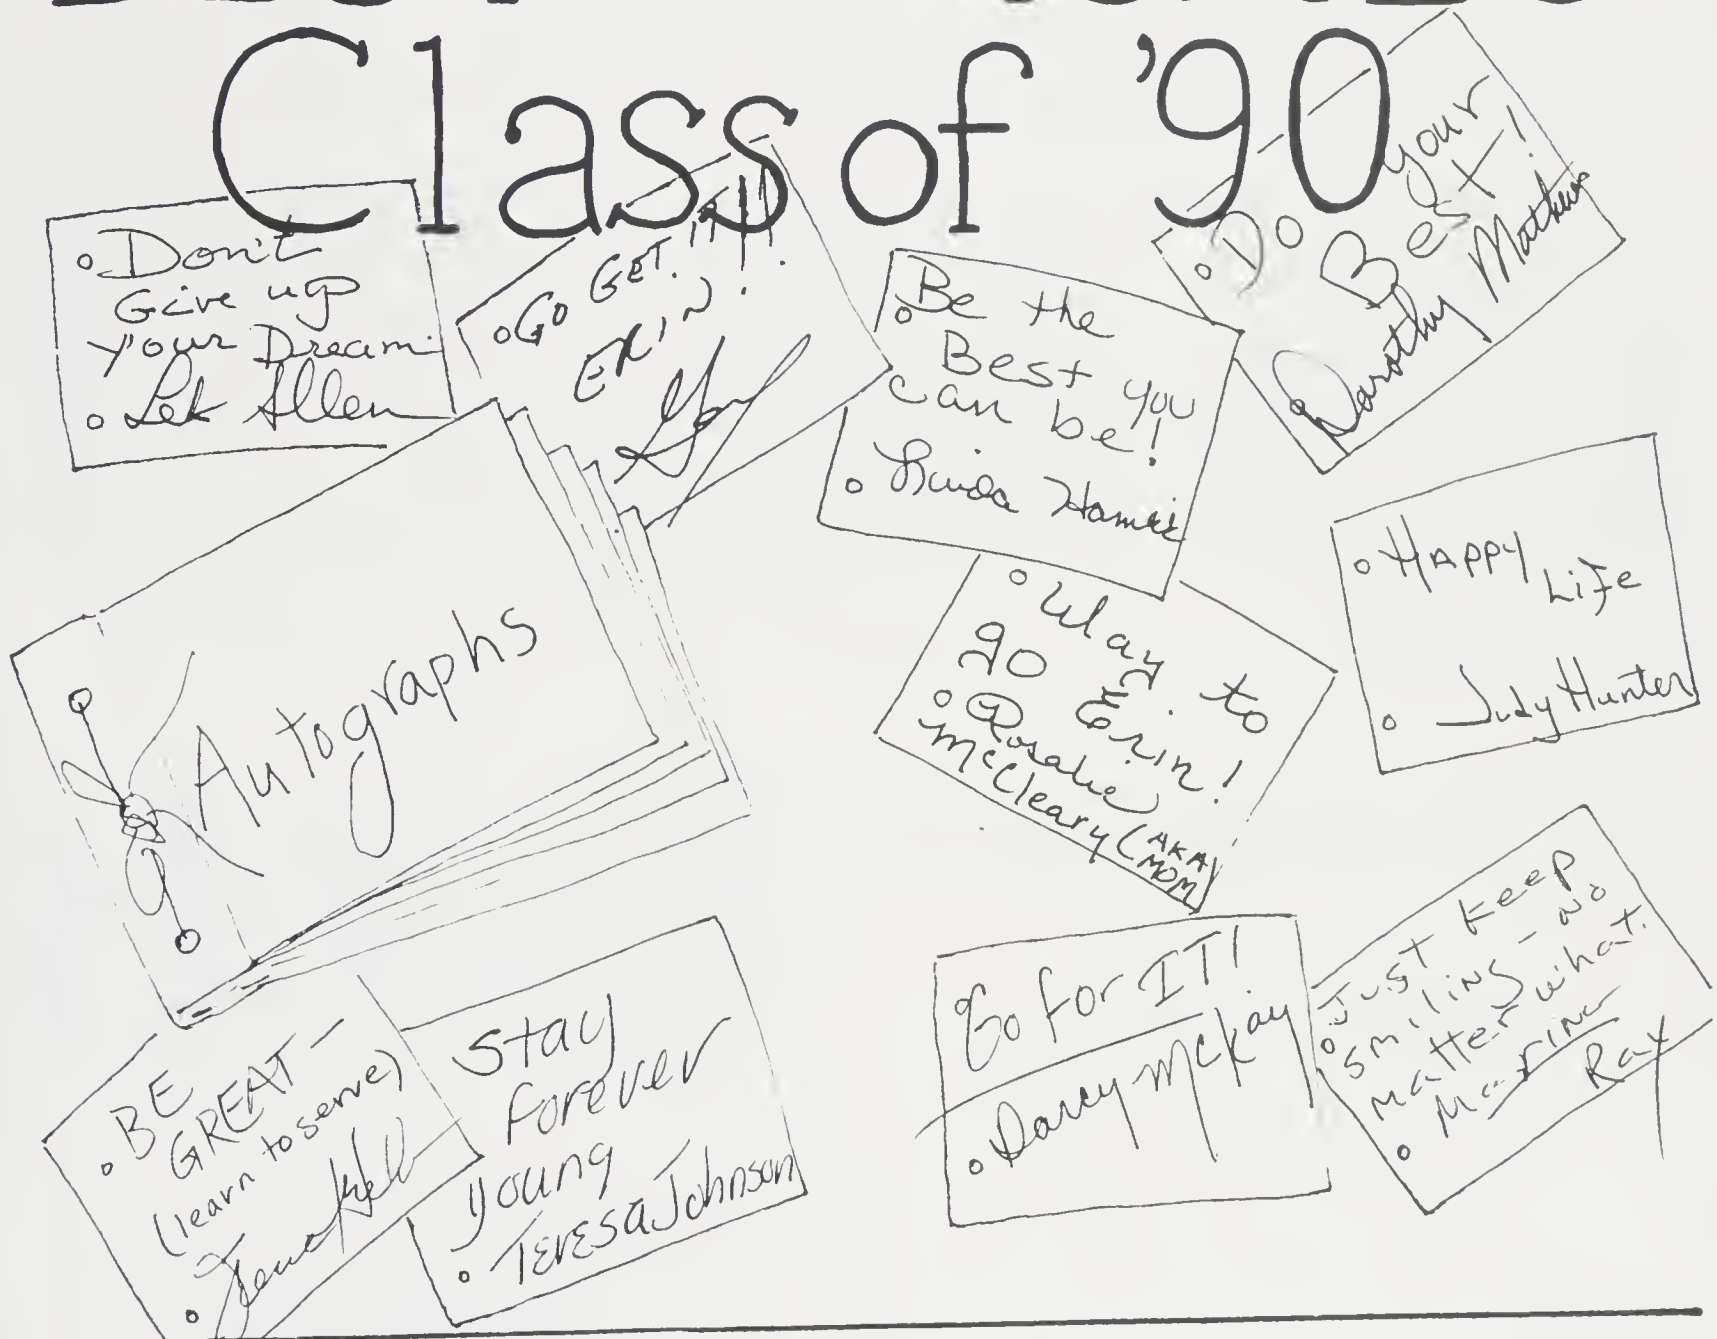 Class of '90
Don't
Give up
your Dream
Lek Allen
GO GET IT!!!
ERIN!
Be the
Best you
can be!
Linda
Do your
Best!
Dorothy Mathews
HAPPY
LiFe
Judy Hunter
Way to
go Erin!
Rosalie
McCleary (AKA
MOM)
Autographs
BE
GREAT -
(learn to serve)
Stay
forever
young
TERESA Johnson
Go for IT!
Darcy McKay
Just keep
smiling - no
matter what.
Ray